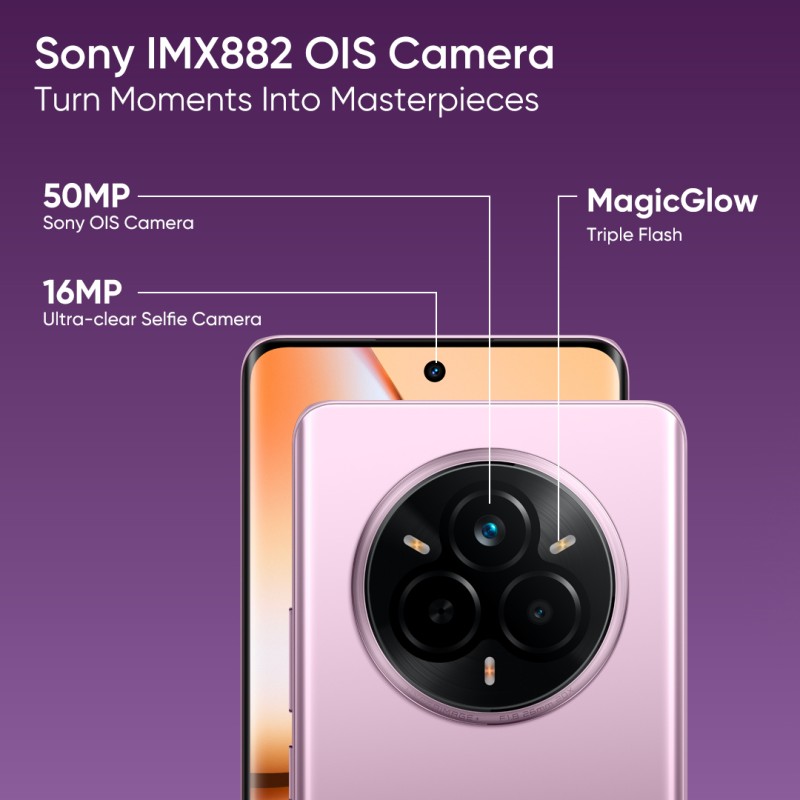 Sony IMX882 OIS Camera
Turn Moments Into Masterpieces
50MP
Sony OIS Camera
MagicGlow
Triple Flash
16MP
Ultra-clear Selfie Camera